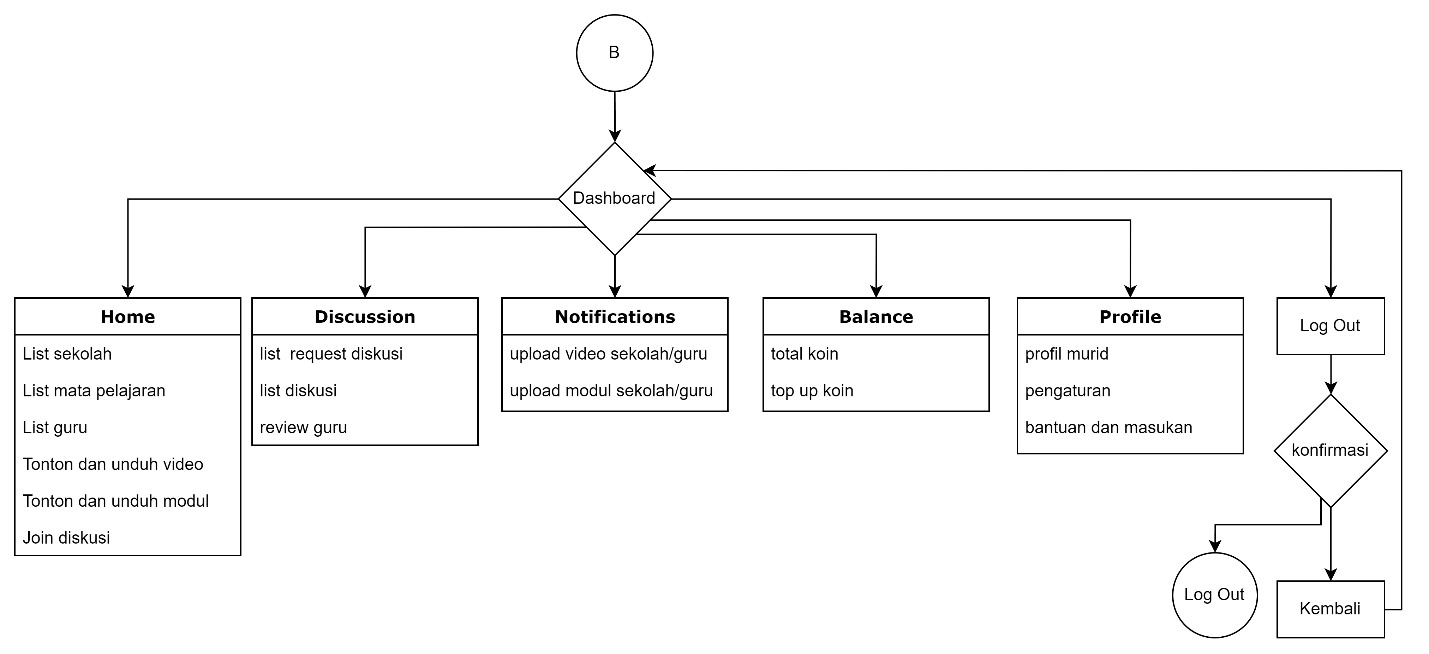 B
Dashboard
Home
List sekolah
List mata pelajaran
List guru
Tonton dan unduh video
Tonton dan unduh modul
Join diskusi
Discussion
list  request diskusi
list diskusi
review guru
Notifications
upload video sekolah/guru
upload modul sekolah/guru
Balance
total koin
top up koin
Profile
profil murid
pengaturan
bantuan dan masukan
Log Out
konfirmasi
Log Out
Kembali